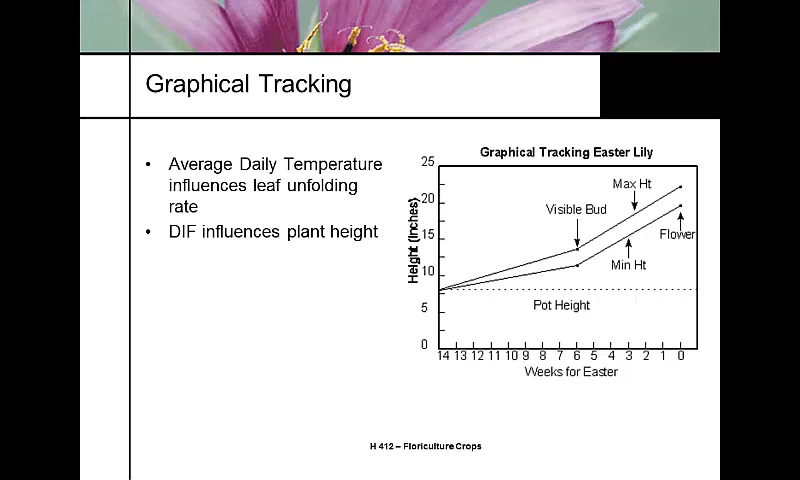 Graphical Tracking
• Average Daily Temperature
influences leaf unfolding
rate
• DIF influences plant height
Graphical Tracking Easter Lily
Height (Inches)
25
20
15
10
5
0
Max Ht
Visible Bud
Flower
Min Ht
Pot Height
14 13 12 11 10 9 8 7 6 5 4 3 2 1 0
Weeks for Easter
H 412 – Floriculture Crops